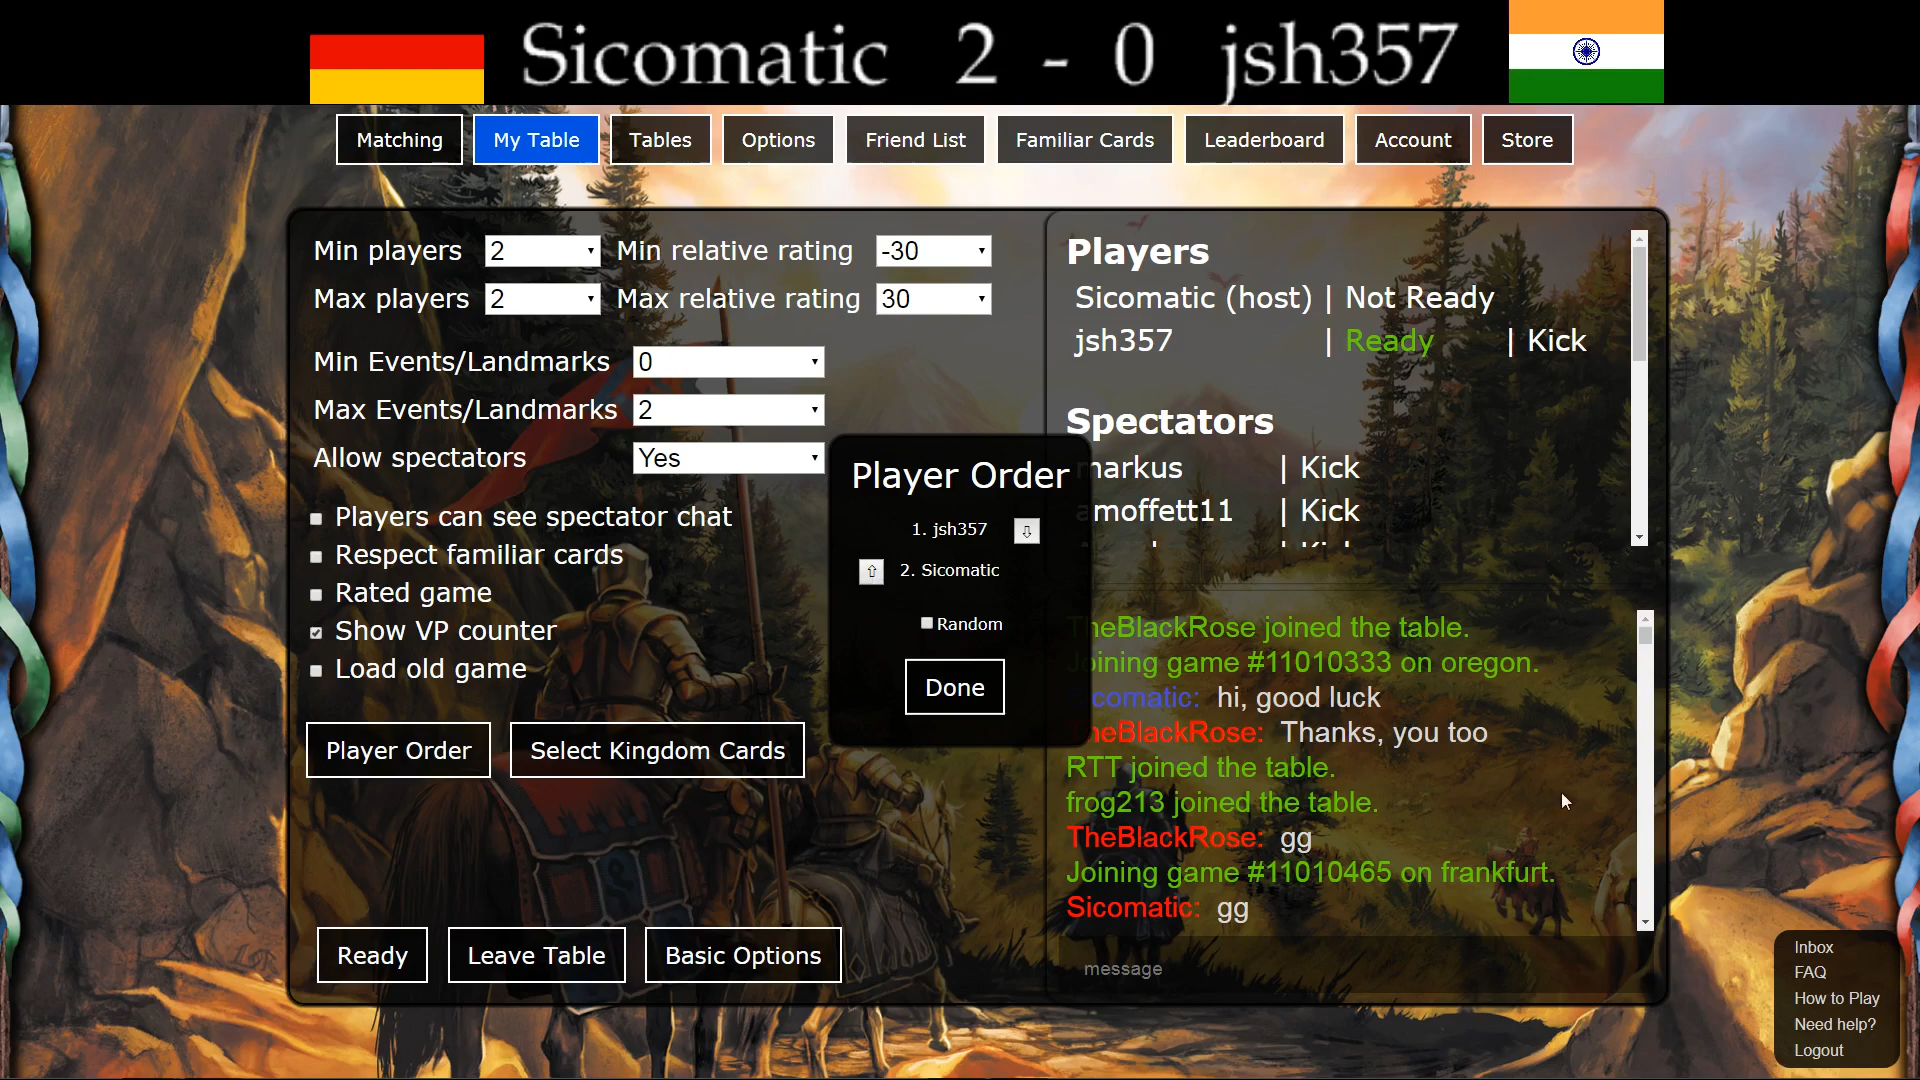 Sicomatic 2 - 0 jsh357
Matching
My Table
Tables
Options
Friend List
Familiar Cards
Leaderboard
Account
Store
Min players 2 Min relative rating -30
Max players 2 Max relative rating 30
Min Events/Landmarks 0
Max Events/Landmarks 2
Allow spectators Yes
Players can see spectator chat
Respect familiar cards
Rated game
Show VP counter
Load old game
Player Order
Select Kingdom Cards
Ready
Leave Table
Basic Options
Player Order
1. jsh357
2. Sicomatic
Random
Done
Players
Sicomatic (host) | Not Ready
jsh357 | Ready | Kick
Spectators
markus | Kick
amoffett11 | Kick
TheBlackRose joined the table.
Joining game #11010333 on oregon.
Sicomatic: hi, good luck
TheBlackRose: Thanks, you too
RTT joined the table.
frog213 joined the table.
TheBlackRose: gg
Joining game #11010465 on frankfurt.
Sicomatic: gg
message
Inbox
FAQ
How to Play
Need help?
Logout